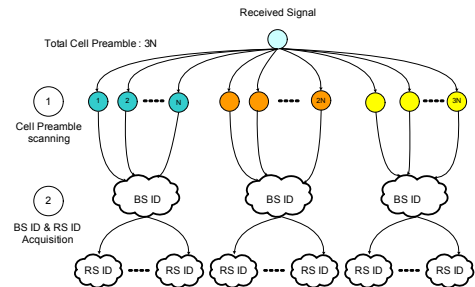 Received Signal
Total Cell Preamble : 3N
1
Cell Preamble
scanning
1 2 N 2N 3N
2
BS ID & RS ID
Acquisition
BS ID BS ID BS ID
RS ID RS ID RS ID RS ID RS ID RS ID